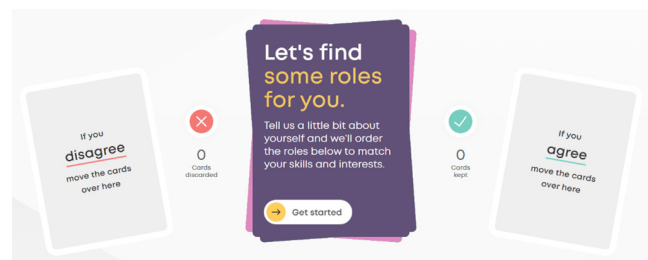 If you
disagree
move the cards
over here
0
Cards
discarded
Let's find
some roles
for you.
Tell us a little bit about
yourself and we'll order
the roles below to match
your skills and interests.
Get started
0
Cards
kept
If you
agree
move the cards
over here